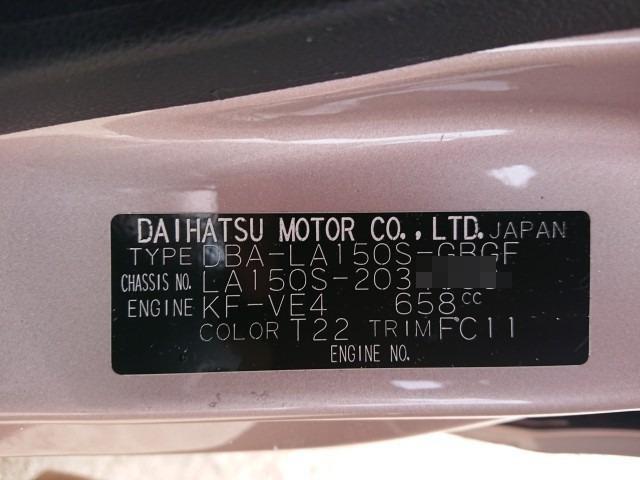 DAIHATSU MOTOR CO., LTD. JAPAN
TYPE DBA-LA150S-GBGF
CHASSIS NO. LA150S-203
ENGINE KF-VE4 658CC
COLOR T22 TRIM FC11
ENGINE NO.